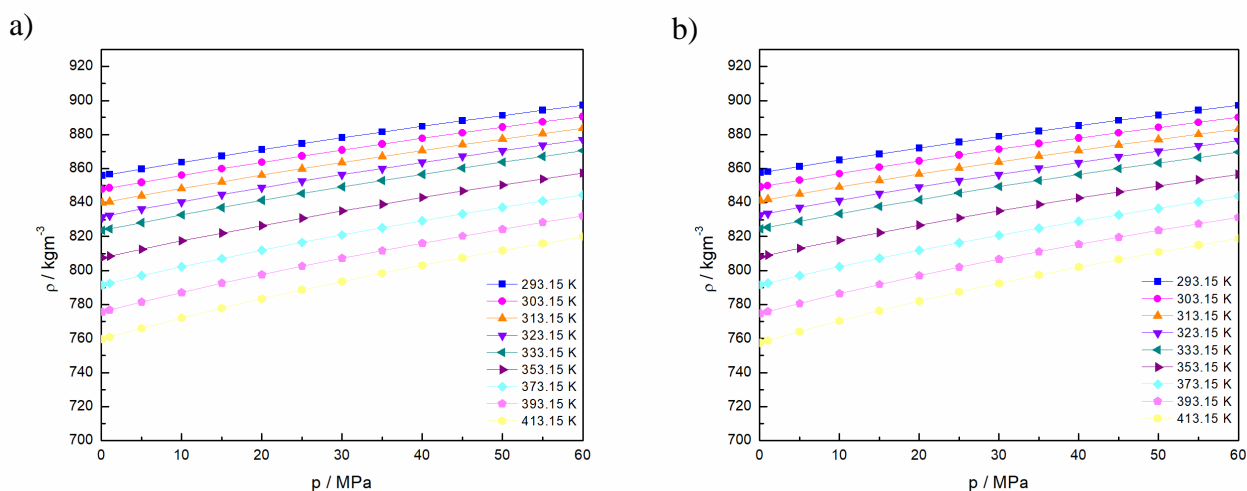 a)
920
900
880
860
840
820
800
780
760
740
720
700
ρ / kgm⁻³
0
10
20
30
40
50
60
p / MPa
293.15 K
303.15 K
313.15 K
323.15 K
333.15 K
353.15 K
373.15 K
393.15 K
413.15 K
b)
920
900
880
860
840
820
800
780
760
740
720
700
ρ / kgm⁻³
0
10
20
30
40
50
60
p / MPa
293.15 K
303.15 K
313.15 K
323.15 K
333.15 K
353.15 K
373.15 K
393.15 K
413.15 K